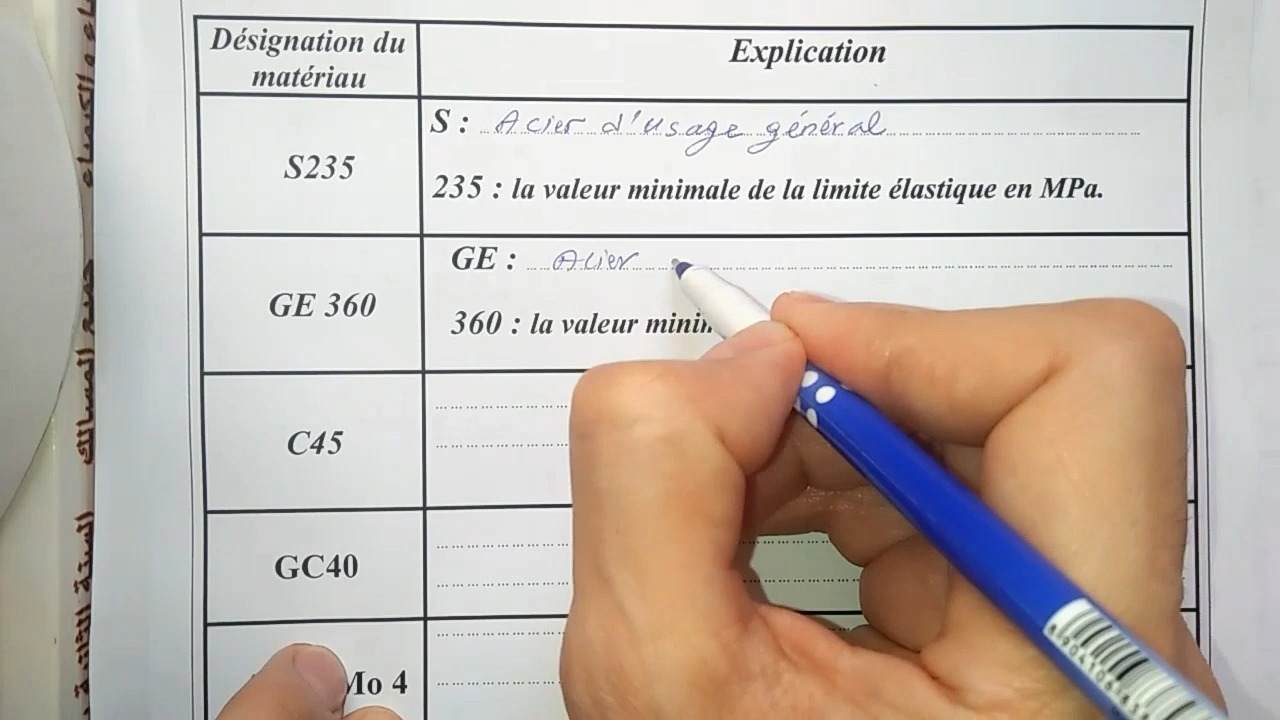 Désignation du
matériau
Explication
S235
S : Acier d'usage général
235 : la valeur minimale de la limite élastique en MPa.
GE 360
GE : Acier
360 : la valeur
C45
GC40
Mo 4